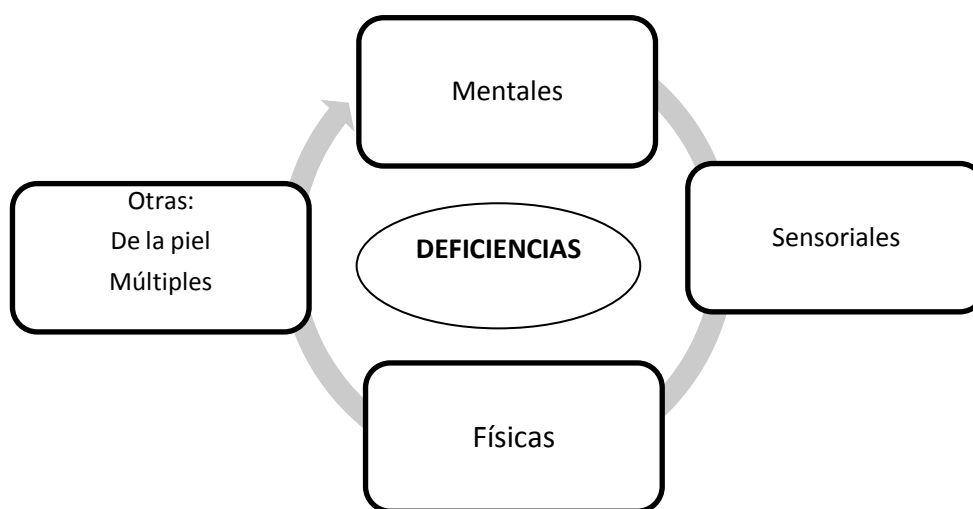 Mentales
Otras:
De la piel
Múltiples
DEFICIENCIAS
Sensoriales
Físicas